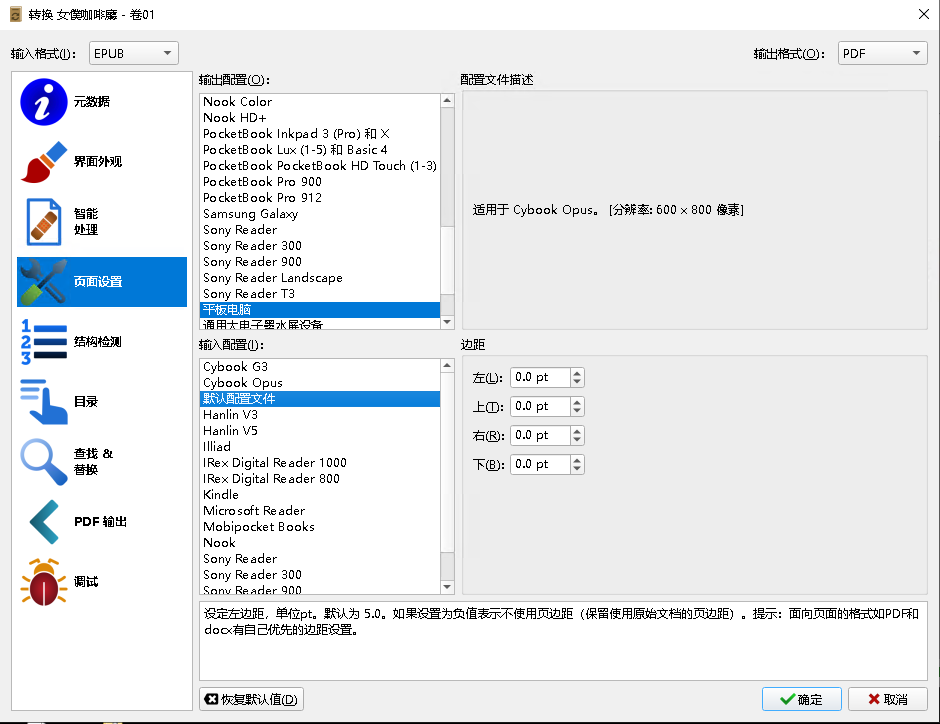 转换 女僕咖啡廳 - 卷01
输入格式(I):
EPUB
输出格式(O):
PDF
元数据
界面外观
智能
处理
页面设置
结构检测
目录
查找 &
替换
PDF 输出
调试
输出配置(O):
Nook Color
Nook HD+
PocketBook Inkpad 3 (Pro) 和 X
PocketBook Lux (1-5) 和 Basic 4
PocketBook PocketBook HD Touch (1-3)
PocketBook Pro 900
PocketBook Pro 912
Samsung Galaxy
Sony Reader
Sony Reader 300
Sony Reader 900
Sony Reader Landscape
Sony Reader T3
平板电脑
通用大电子墨水屏设备
配置文件描述
适用于 Cybook Opus。 [分辨率: 600 x 800 像素]
输入配置(I):
Cybook G3
Cybook Opus
默认配置文件
Hanlin V3
Hanlin V5
Illiad
IRex Digital Reader 1000
IRex Digital Reader 800
Kindle
Microsoft Reader
Mobipocket Books
Nook
Sony Reader
Sony Reader 300
Sony Reader 900
边距
左(L): 0.0 pt
上(T): 0.0 pt
右(R): 0.0 pt
下(B): 0.0 pt
设定左边距，单位pt。默认为 5.0。如果设置为负值表示不使用页边距（保留使用原始文档的页边距）。提示：面向页面的格式如PDF和
docx有自己优先的边距设置。
恢复默认值(D)
确定
取消